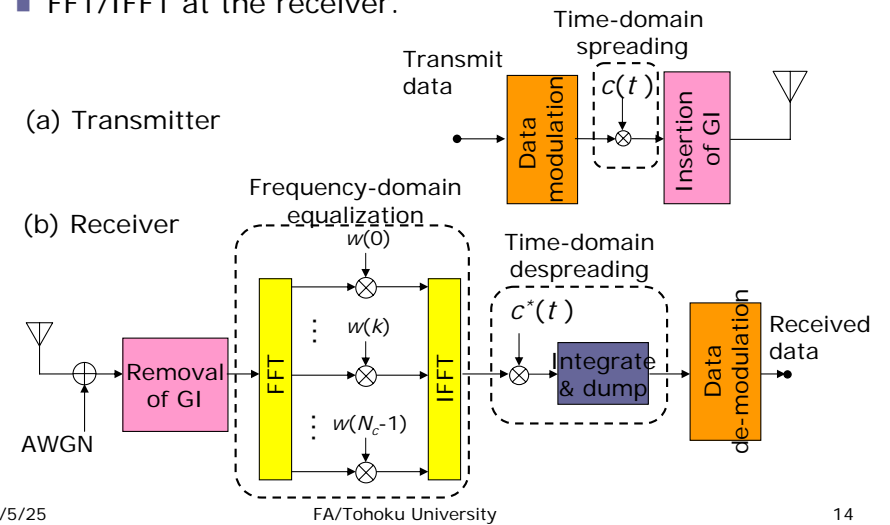 FFT/IFFT at the receiver.
Time-domain
spreading
Transmit
data
c(t)
(a) Transmitter
Data
modulation
Insertion
of GI
Frequency-domain
equalization
(b) Receiver
w(0)
Time-domain
despreading
c*(t)
w(k)
Received
data
Removal
of GI
FFT
IFFT
Integrate
& dump
Data
de-modulation
w(Nc-1)
AWGN
/5/25
FA/Tohoku University
14